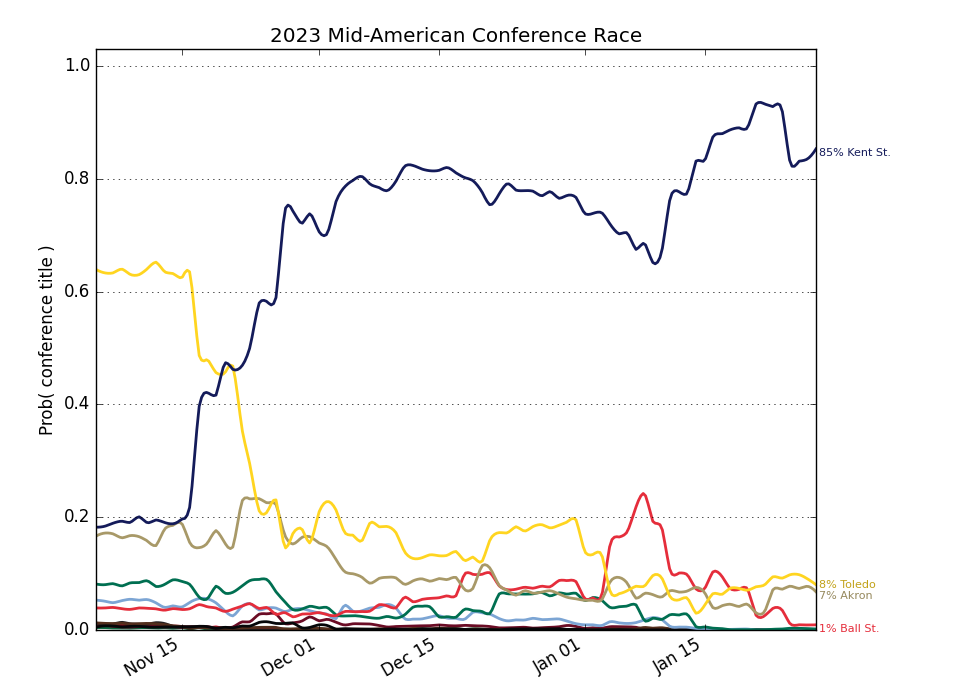 2023 Mid-American Conference Race
Prob( conference title )
1.0
0.8
0.6
0.4
0.2
0.0
85% Kent St.
8% Toledo
7% Akron
1% Ball St.
Nov 15
Dec 01
Dec 15
Jan 01
Jan 15